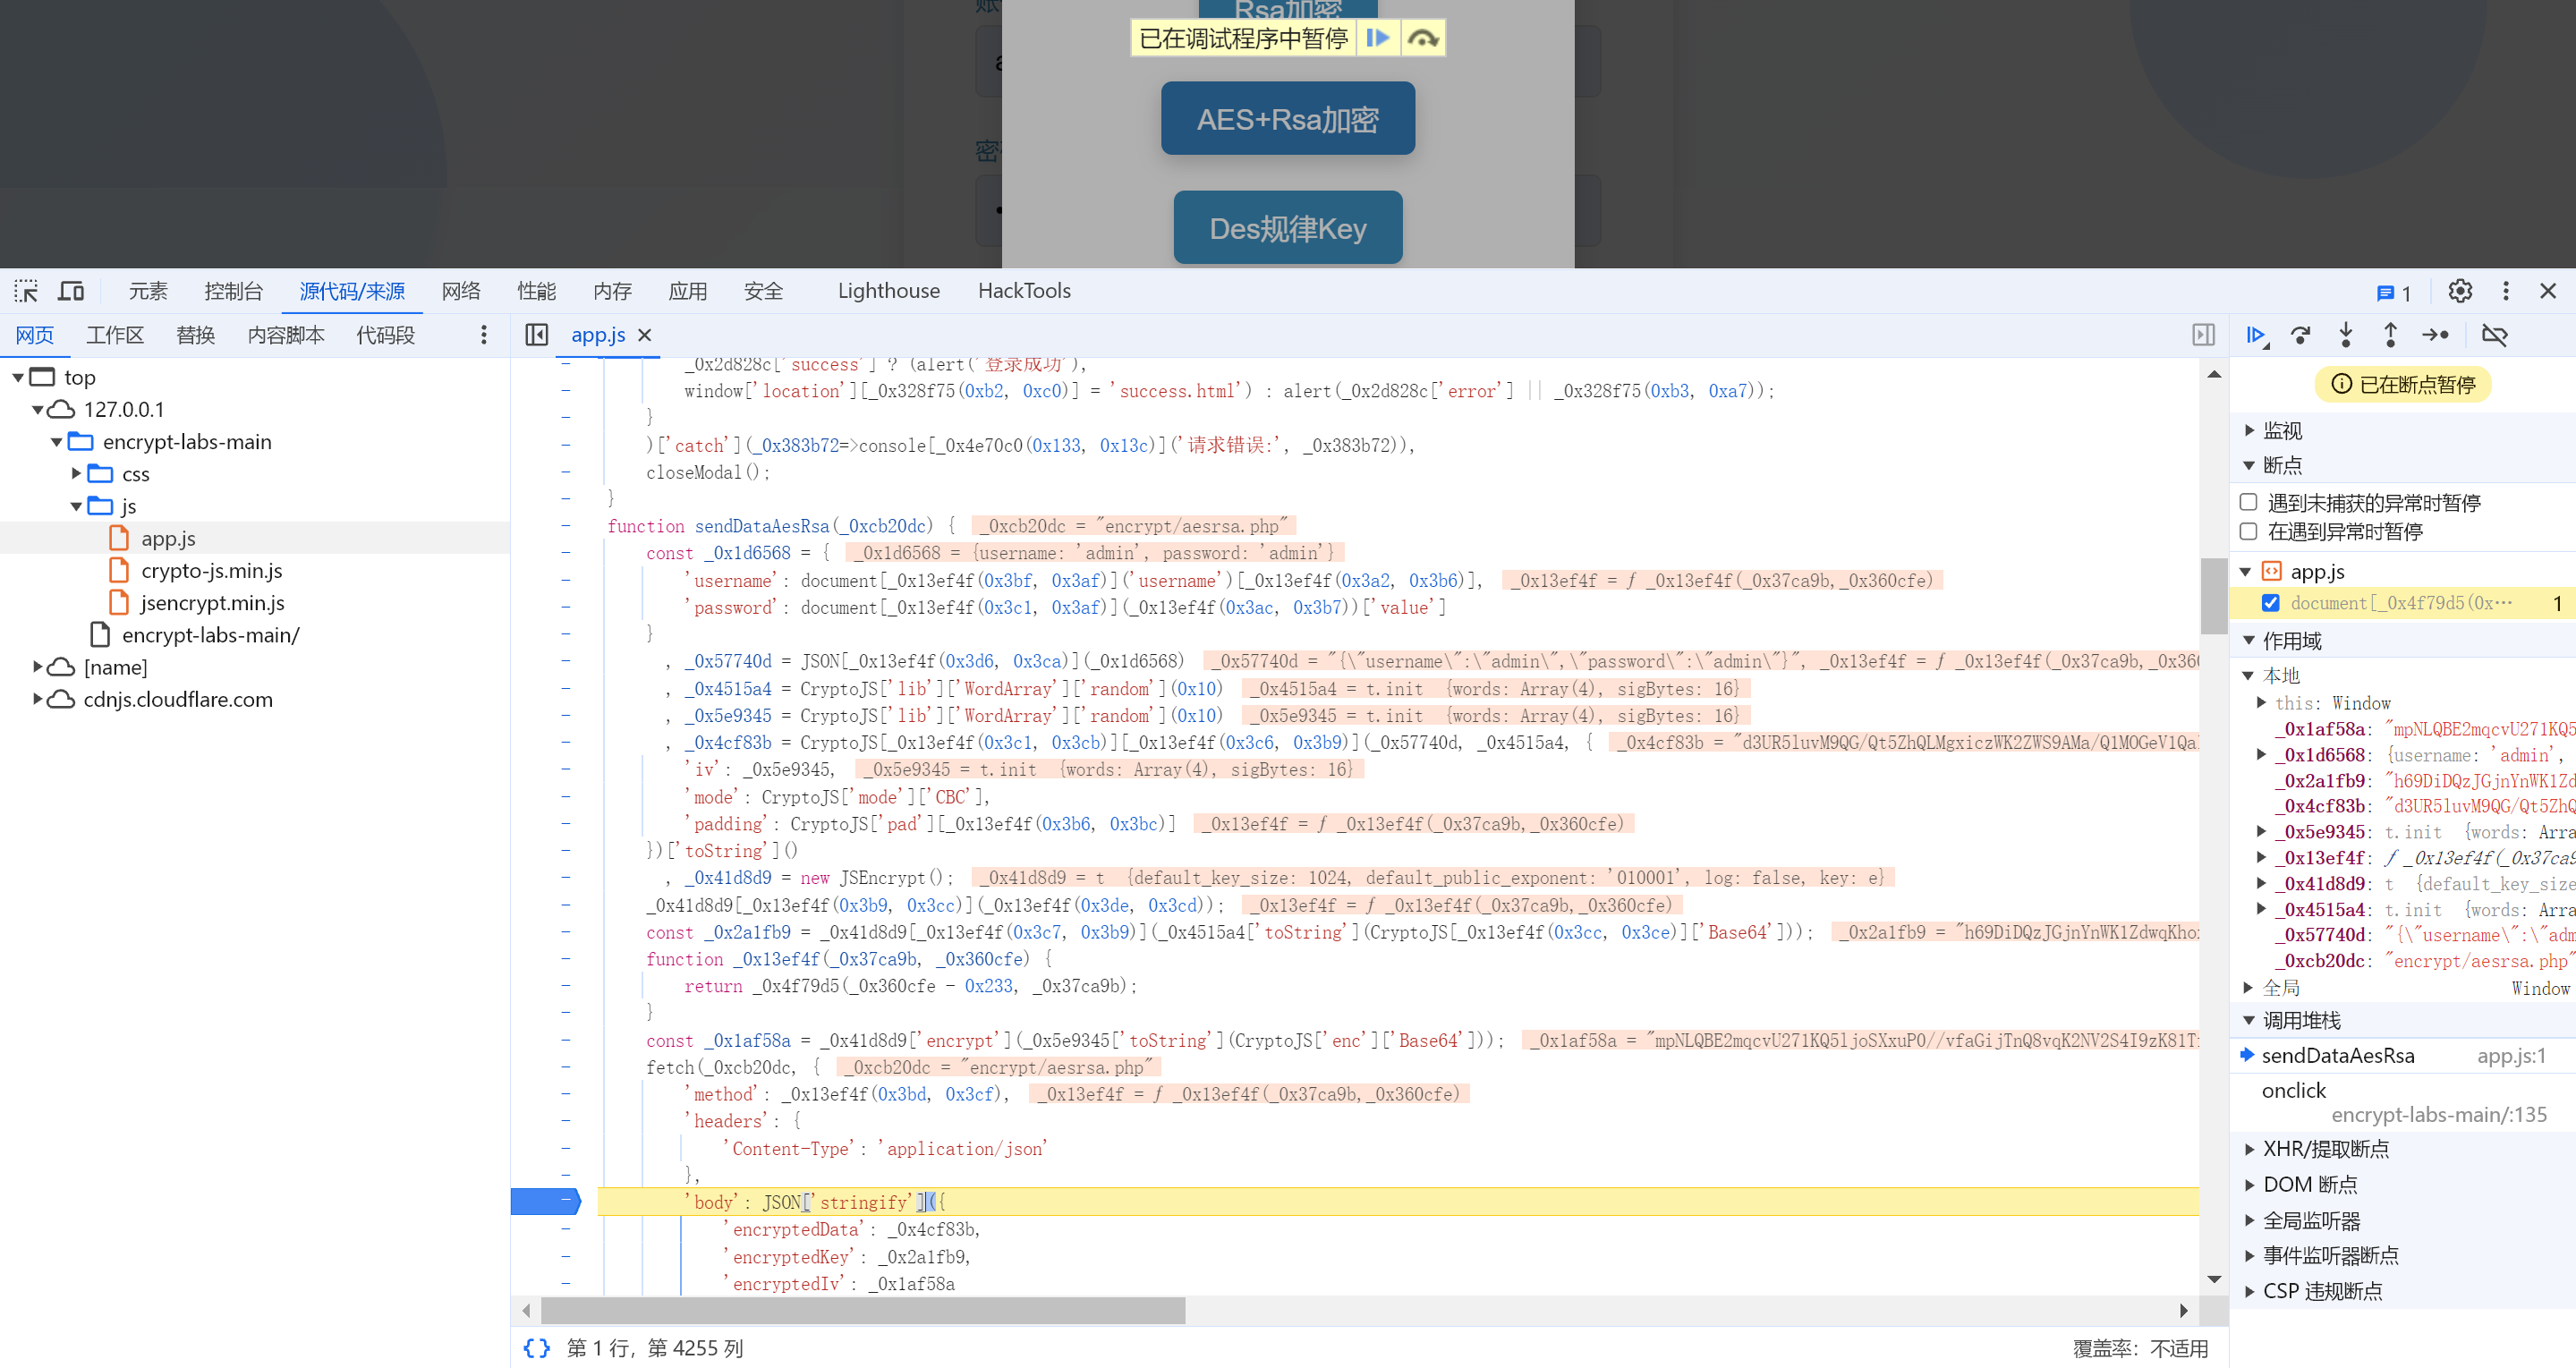 Rsa加密
已在调试程序中暂停
AES+Rsa加密
Des规律Key
元素 控制台 源代码/来源 网络 性能 内存 应用 安全 Lighthouse HackTools 1
网页 工作区 替换 内容脚本 代码段
app.js
top
127.0.0.1
encrypt-labs-main
css
js
app.js
crypto-js.min.js
jsencrypt.min.js
encrypt-labs-main/
[name]
cdnjs.cloudflare.com
_0x2d828c['success'] ? (alert('登录成功'),
window['location'][_0x328f75(0xb2, 0xc0)] = 'success.html') : alert(_0x2d828c['error'] || _0x328f75(0xb3, 0xa7));
}
)['catch'](_0x383b72=>console[_0x4e70c0(0x133, 0x13c)]('请求错误:', _0x383b72)),
closeModal();
}
function sendDataAesRsa(_0xcb20dc) { _0xcb20dc = "encrypt/aesrsa.php"
const _0x1d6568 = { _0x1d6568 = {username: 'admin', password: 'admin'}
'username': document[_0x13ef4f(0x3bf, 0x3af)]('username')[_0x13ef4f(0x3a2, 0x3b6)], _0x13ef4f = ƒ _0x13ef4f(_0x37ca9b,_0x360cfe)
'password': document[_0x13ef4f(0x3c1, 0x3af)](_0x13ef4f(0x3ac, 0x3b7))['value']
}
, _0x57740d = JSON[_0x13ef4f(0x3d6, 0x3ca)](_0x1d6568) _0x57740d = "{\"username\":\"admin\",\"password\":\"admin\"}", _0x13ef4f = ƒ _0x13ef4f(_0x37ca9b,_0x360
, _0x4515a4 = CryptoJS['lib']['WordArray']['random'](0x10) _0x4515a4 = t.init {words: Array(4), sigBytes: 16}
, _0x5e9345 = CryptoJS['lib']['WordArray']['random'](0x10) _0x5e9345 = t.init {words: Array(4), sigBytes: 16}
, _0x4cf83b = CryptoJS[_0x13ef4f(0x3c1, 0x3cb)][_0x13ef4f(0x3c6, 0x3b9)](_0x57740d, _0x4515a4, { _0x4cf83b = "d3UR5luvM9QG/Qt5ZhQLMgxiczWK2ZWS9AMa/Q1MOGeV1Qa
'iv': _0x5e9345, _0x5e9345 = t.init {words: Array(4), sigBytes: 16}
'mode': CryptoJS['mode']['CBC'],
'padding': CryptoJS['pad'][_0x13ef4f(0x3b6, 0x3bc)] _0x13ef4f = ƒ _0x13ef4f(_0x37ca9b,_0x360cfe)
})['toString']()
, _0x41d8d9 = new JSEncrypt(); _0x41d8d9 = t {default_key_size: 1024, default_public_exponent: '010001', log: false, key: e}
_0x41d8d9[_0x13ef4f(0x3b9, 0x3cc)](_0x13ef4f(0x3de, 0x3cd)); _0x13ef4f = ƒ _0x13ef4f(_0x37ca9b,_0x360cfe)
const _0x2a1fb9 = _0x41d8d9[_0x13ef4f(0x3c7, 0x3b9)](_0x4515a4['toString'](CryptoJS[_0x13ef4f(0x3cc, 0x3ce)]['Base64'])); _0x2a1fb9 = "h69DiDQzJGjnYnWK1ZdwqKho
function _0x13ef4f(_0x37ca9b, _0x360cfe) {
return _0x4f79d5(_0x360cfe - 0x233, _0x37ca9b);
}
const _0x1af58a = _0x41d8d9['encrypt'](_0x5e9345['toString'](CryptoJS['enc']['Base64'])); _0x1af58a = "mpNLQBE2mqcvU271KQ5ljoSXxuP0//vfaGijTnQ8vqK2NV2S4I9zK81T
fetch(_0xcb20dc, { _0xcb20dc = "encrypt/aesrsa.php"
'method': _0x13ef4f(0x3bd, 0x3cf), _0x13ef4f = ƒ _0x13ef4f(_0x37ca9b,_0x360cfe)
'headers': {
'Content-Type': 'application/json'
},
'body': JSON['stringify']({
'encryptedData': _0x4cf83b,
'encryptedKey': _0x2a1fb9,
'encryptedIv': _0x1af58a
{} 第 1 行，第 4255 列
覆盖率：不适用
已在断点暂停
监视
断点
遇到未捕获的异常时暂停
在遇到异常时暂停
app.js
document[_0x4f79d5(0x… 1
作用域
本地
this: Window
_0x1af58a: "mpNLQBE2mqcvU271KQ5
_0x1d6568: {username: 'admin',
_0x2a1fb9: "h69DiDQzJGjnYnWK1Zd
_0x4cf83b: "d3UR5luvM9QG/Qt5ZhQ
_0x5e9345: t.init {words: Arra
_0x13ef4f: ƒ _0x13ef4f(_0x37ca9
_0x41d8d9: t {default_key_size
_0x4515a4: t.init {words: Arra
_0x57740d: "{\"username\":\"adm
_0xcb20dc: "encrypt/aesrsa.php"
全局 Window
调用堆栈
sendDataAesRsa app.js:1
onclick
encrypt-labs-main/:135
XHR/提取断点
DOM 断点
全局监听器
事件监听器断点
CSP 违规断点